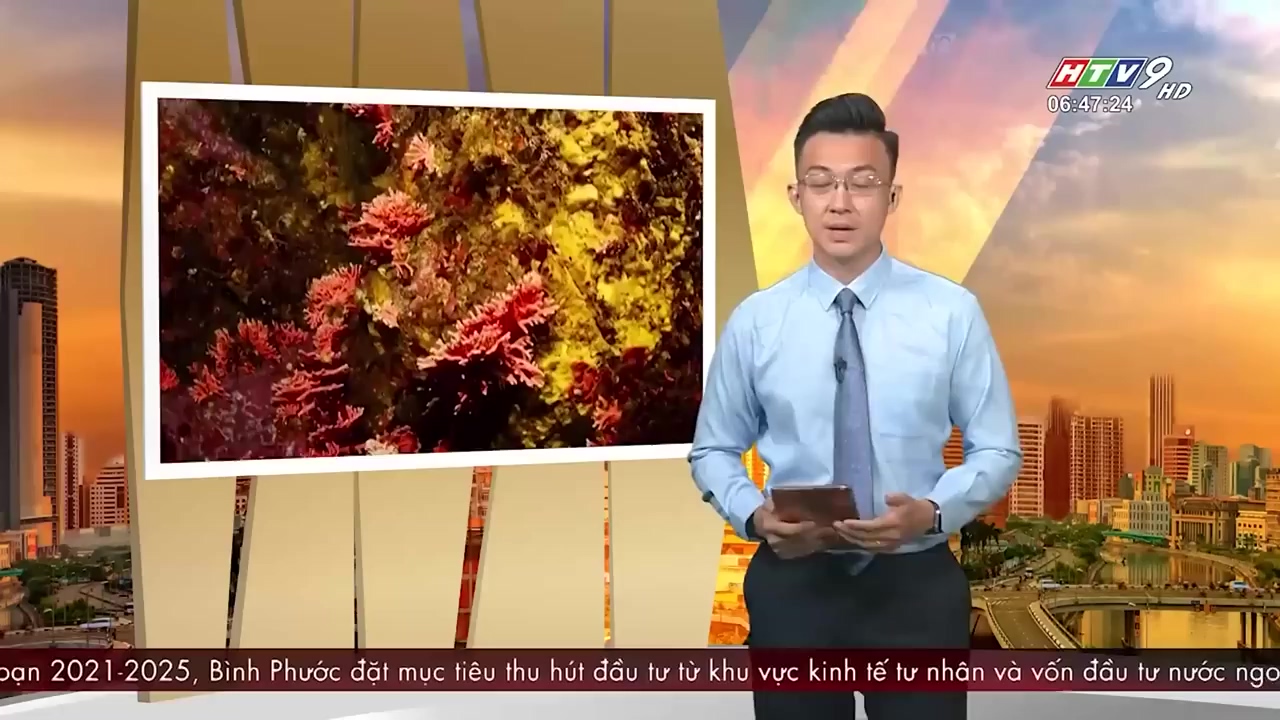 HTV9 HD
06:47:24
oạn 2021-2025, Bình Phước đặt mục tiêu thu hút đầu tư từ khu vực kinh tế tư nhân và vốn đầu tư nước ngo